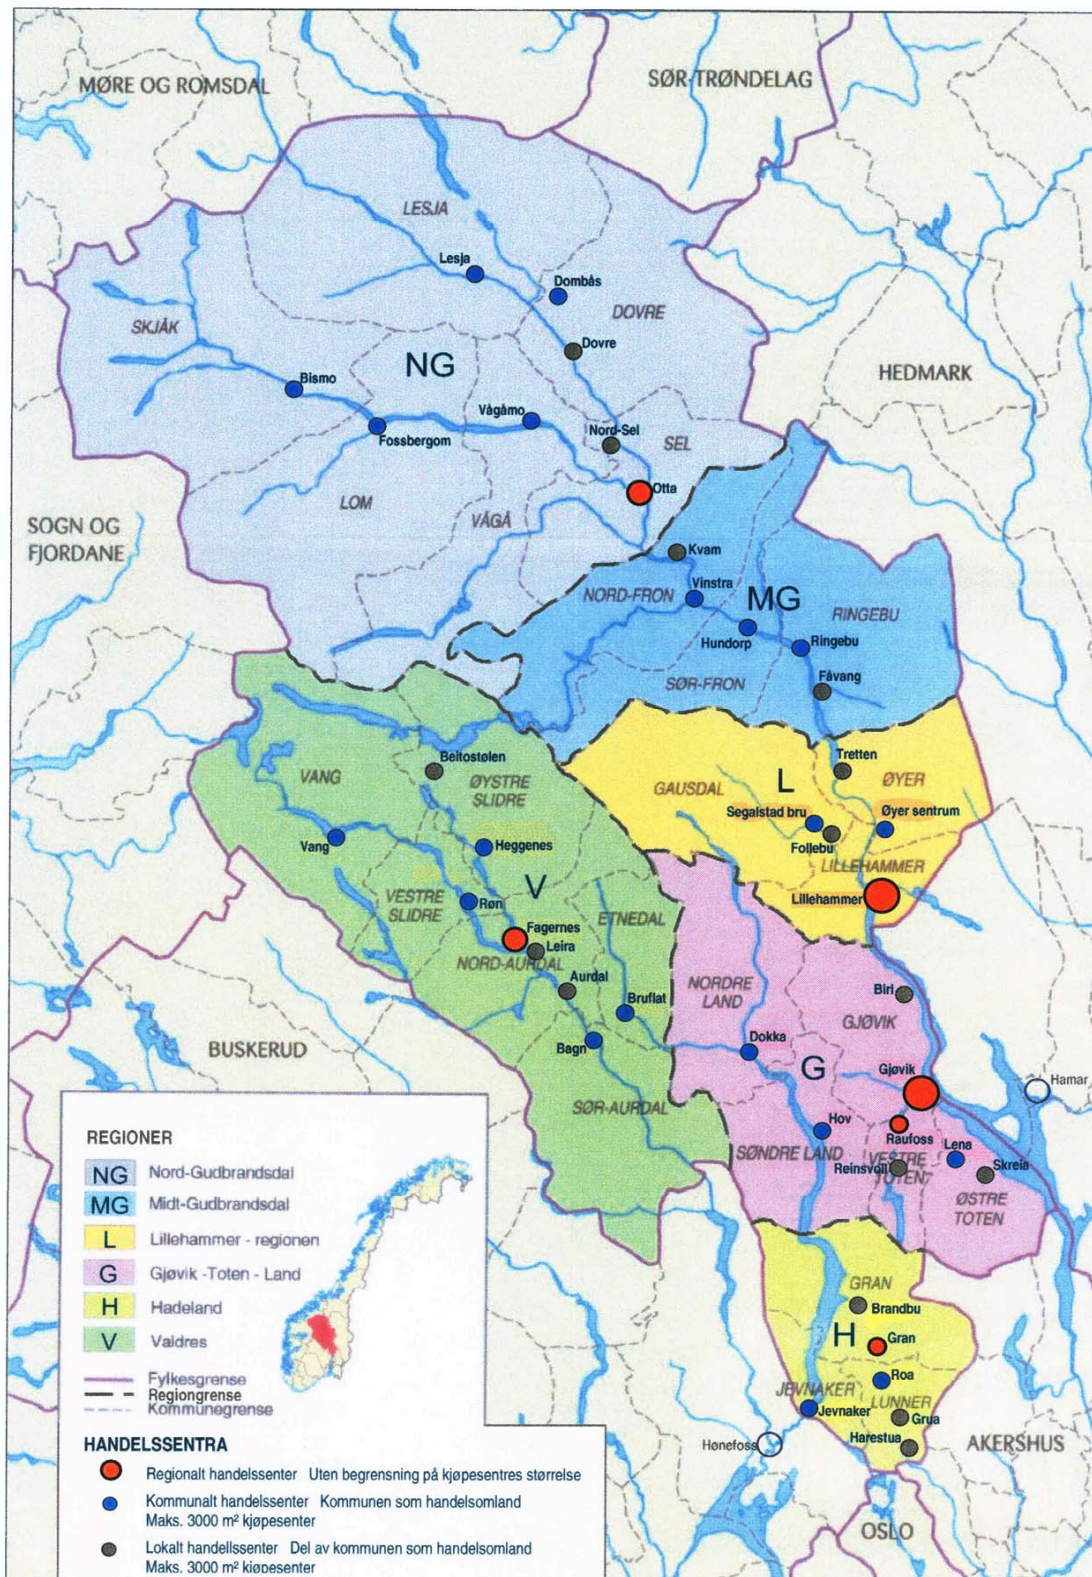 MØRE OG ROMSDAL
SØR-TRØNDELAG
LESJA
Lesja
Dombås
DOVRE
SKJÅK
Dovre
NG
HEDMARK
Bismo
Vågåmo
Fossbergom
Nord-Sel
SEL
Otta
LOM
VÅGÅ
SOGN OG
FJORDANE
Kvam
NORD-FRON
Vinstra
MG
RINGEBU
Hundorp
Ringebu
SØR-FRON
Fåvang
Beitostølen
Tretten
VANG
ØYSTRE
SLIDRE
GAUSDAL
L
ØYER
Segalstad bru
Øyer sentrum
Vang
Heggenes
Follebu
LILLEHAMMER
VESTRE
SLIDRE
V
Røn
Lillehammer
ETNEDAL
Fagernes
Leira
NORD-AURDAL
Aurdal
NORDRE
LAND
Biri
Bruflat
GJØVIK
Bagn
Dokka
BUSKERUD
G
Gjøvik
Hamar
SØR-AURDAL
Hov
Raufoss
SØNDRE LAND
Reinsvoll
VESTRE
TOTEN
Lena
Skreia
ØSTRE
TOTEN
GRAN
Brandbu
H
Gran
Roa
JEVNAKER
LUNNER
Jevnaker
Grua
Harestua
Hønefoss
AKERSHUS
OSLO
REGIONER
NG Nord-Gudbrandsdal
MG Midt-Gudbrandsdal
L Lillehammer - regionen
G Gjøvik -Toten - Land
H Hadeland
V Valdres
Fylkesgrense
Regiongrense
Kommunegrense
HANDELSSENTRA
Regionalt handelssenter Uten begrensning på kjøpesentres størrelse
Kommunalt handelssenter Kommunen som handelsomland
Maks. 3000 m² kjøpesenter
Lokalt handellssenter Del av kommunen som handelsomland
Maks. 3000 m² kjøpesenter